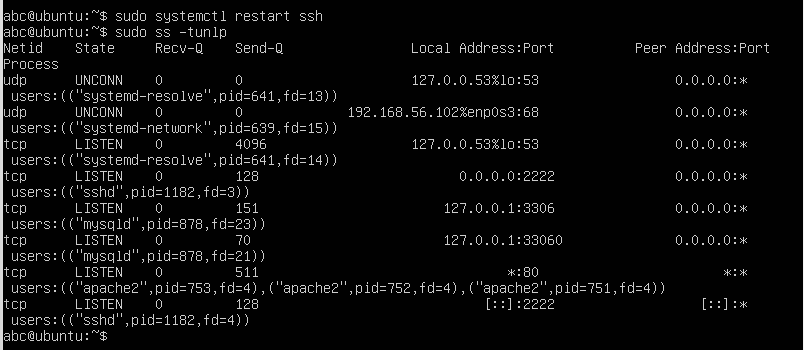 abc@ubuntu:~$ sudo systemctl restart ssh
abc@ubuntu:~$ sudo ss -tunlp
Netid State Recv-Q Send-Q Local Address:Port Peer Address:Port
Process
udp UNCONN 0 0 127.0.0.53%lo:53 0.0.0.0:*
users:(("systemd-resolve",pid=641,fd=13))
udp UNCONN 0 0 192.168.56.102%enp0s3:68 0.0.0.0:*
users:(("systemd-network",pid=639,fd=15))
tcp LISTEN 0 4096 127.0.0.53%lo:53 0.0.0.0:*
users:(("systemd-resolve",pid=641,fd=14))
tcp LISTEN 0 128 0.0.0.0:2222 0.0.0.0:*
users:(("sshd",pid=1182,fd=3))
tcp LISTEN 0 151 127.0.0.1:3306 0.0.0.0:*
users:(("mysqld",pid=878,fd=23))
tcp LISTEN 0 70 127.0.0.1:33060 0.0.0.0:*
users:(("mysqld",pid=878,fd=21))
tcp LISTEN 0 511 *:80 *:*
users:(("apache2",pid=753,fd=4),("apache2",pid=752,fd=4),("apache2",pid=751,fd=4))
tcp LISTEN 0 128 [::]:2222 [::]:*
users:(("sshd",pid=1182,fd=4))
abc@ubuntu:~$